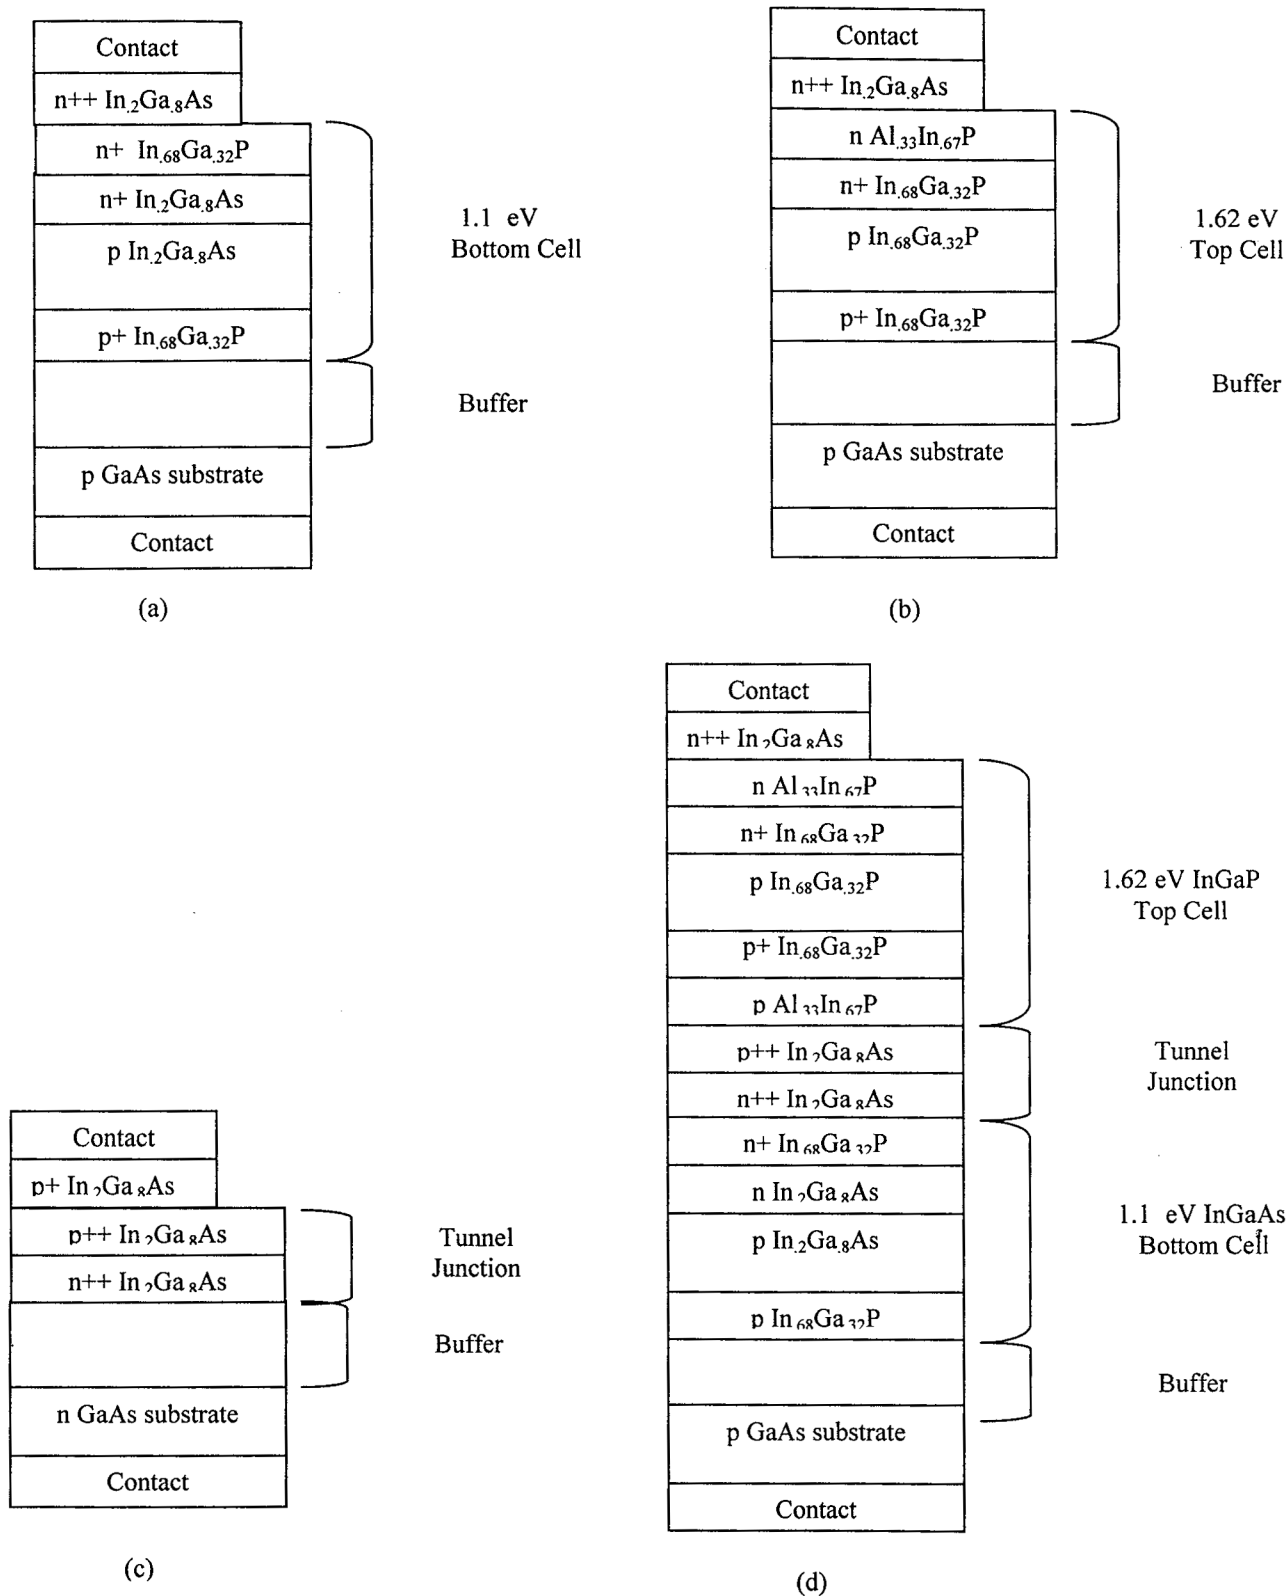 Contact
n++ In.2Ga.8As
n+ In.68Ga.32P
n+ In.2Ga.8As
p In.2Ga.8As
p+ In.68Ga.32P
p GaAs substrate
Contact
1.1 eV
Bottom Cell
Buffer
(a)
Contact
n++ In.2Ga.8As
n Al.33In.67P
n+ In.68Ga.32P
p In.68Ga.32P
p+ In.68Ga.32P
p GaAs substrate
Contact
1.62 eV
Top Cell
Buffer
(b)
Contact
p+ In.2Ga.8As
p++ In.2Ga.8As
n++ In.2Ga.8As
n GaAs substrate
Contact
Tunnel
Junction
Buffer
(c)
Contact
n++ In.2Ga.8As
n Al.33In.67P
n+ In.68Ga.32P
p In.68Ga.32P
p+ In.68Ga.32P
p Al.33In.67P
p++ In.2Ga.8As
n++ In.2Ga.8As
n+ In.68Ga.32P
n In.2Ga.8As
p In.2Ga.8As
p In.68Ga.32P
p GaAs substrate
Contact
1.62 eV InGaP
Top Cell
Tunnel
Junction
1.1 eV InGaAs
Bottom Cell
Buffer
(d)